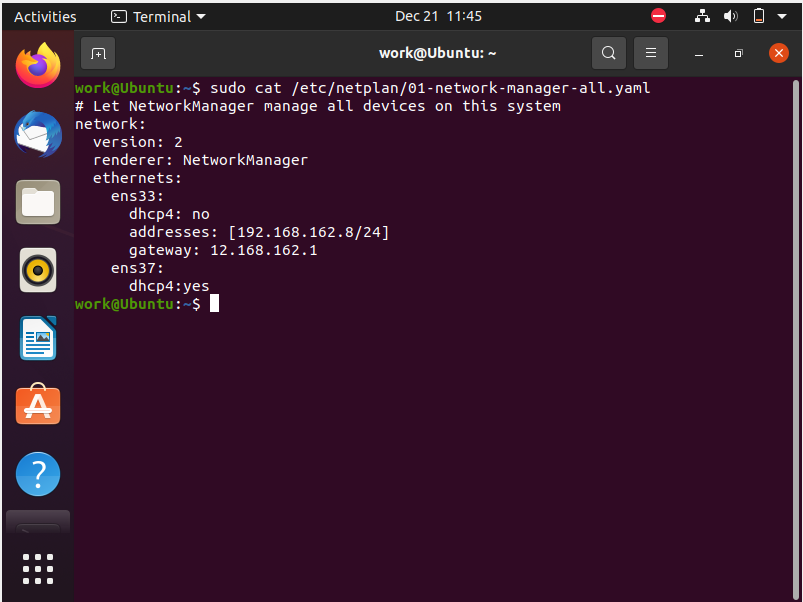 Activities Terminal Dec 21 11:45
work@Ubuntu: ~
work@Ubuntu:~$ sudo cat /etc/netplan/01-network-manager-all.yaml
# Let NetworkManager manage all devices on this system
network:
  version: 2
  renderer: NetworkManager
  ethernets:
    ens33:
      dhcp4: no
      addresses: [192.168.162.8/24]
      gateway: 12.168.162.1
    ens37:
      dhcp4:yes
work@Ubuntu:~$